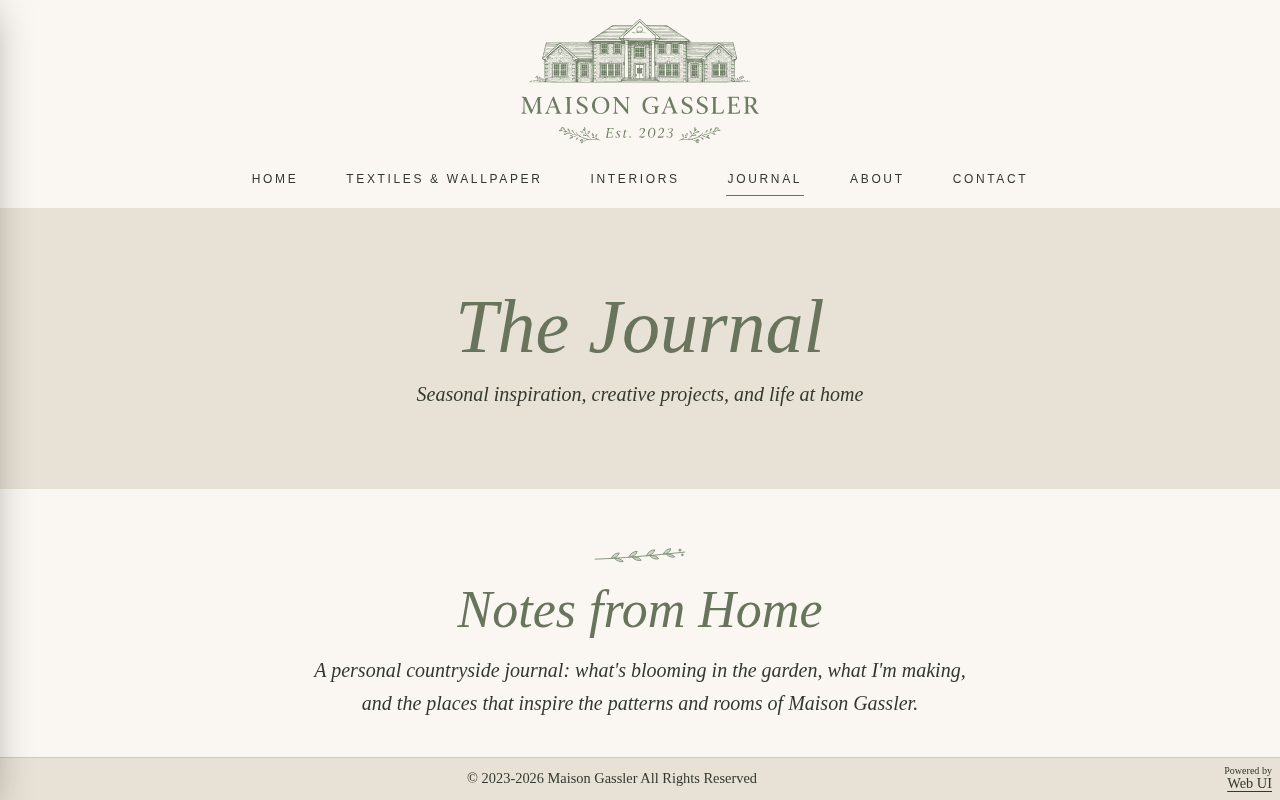 MAISON GASSLER
Est. 2023
HOME TEXTILES & WALLPAPER INTERIORS JOURNAL ABOUT CONTACT
The Journal
Seasonal inspiration, creative projects, and life at home
Notes from Home
A personal countryside journal: what's blooming in the garden, what I'm making,
and the places that inspire the patterns and rooms of Maison Gassler.
© 2023-2026 Maison Gassler All Rights Reserved
Powered by
Web UI